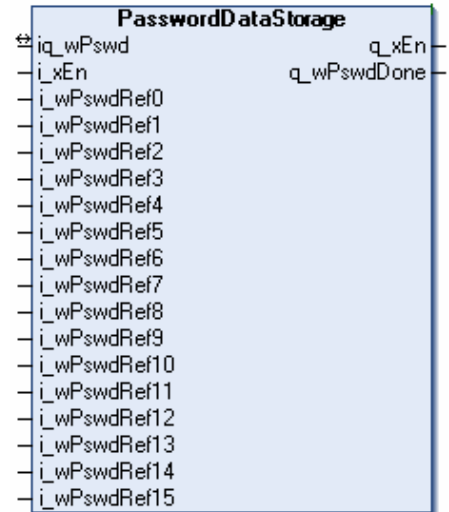 PasswordDataStorage
iq_wPswd q_xEn
i_xEn q_wPswdDone
i_wPswdRef0
i_wPswdRef1
i_wPswdRef2
i_wPswdRef3
i_wPswdRef4
i_wPswdRef5
i_wPswdRef6
i_wPswdRef7
i_wPswdRef8
i_wPswdRef9
i_wPswdRef10
i_wPswdRef11
i_wPswdRef12
i_wPswdRef13
i_wPswdRef14
i_wPswdRef15